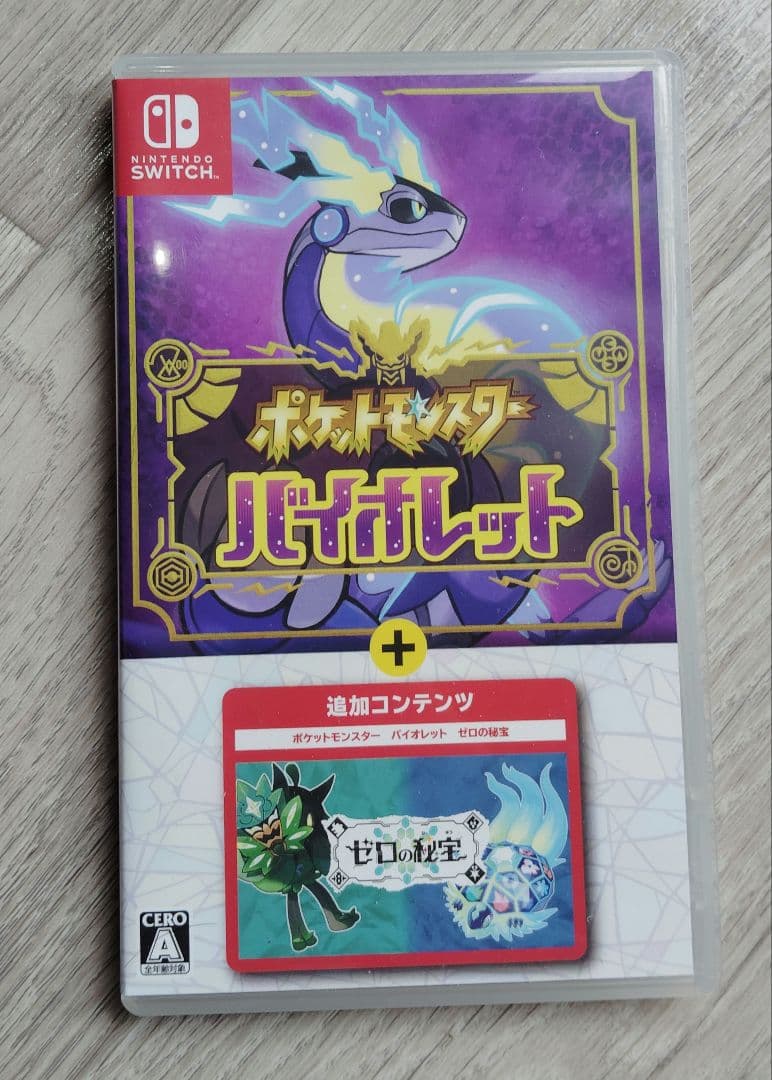 NINTENDO
SWITCH
ポケットモンスター
バイオレット
+
追加コンテンツ
ポケットモンスター バイオレット ゼロの秘宝
ゼロの秘宝
CERO
A
全年齢対象